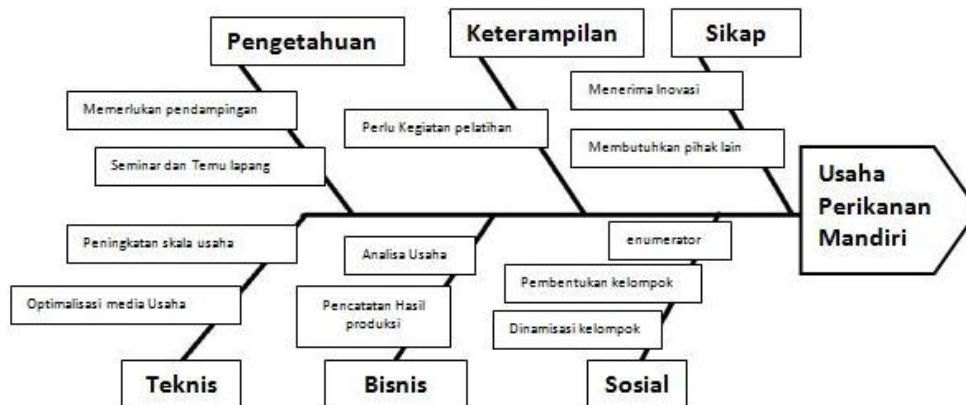 Pengetahuan
Keterampilan
Sikap
Memerlukan pendampingan
Seminar dan Temu lapang
Perlu Kegiatan pelatihan
Menerima Inovasi
Membutuhkan pihak lain
Usaha
Perikanan
Mandiri
Peningkatan skala usaha
Optimalisasi media Usaha
Analisa Usaha
Pencatatan Hasil
produksi
enumerator
Pembentukan kelompok
Dinamisasi kelompok
Teknis
Bisnis
Sosial